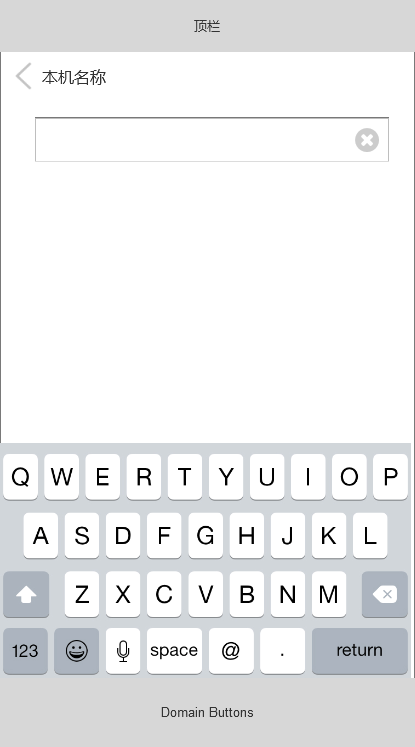 顶栏
本机名称
Q W E R T Y U I O P
A S D F G H J K L
Z X C V B N M
123 space @ . return
Domain Buttons